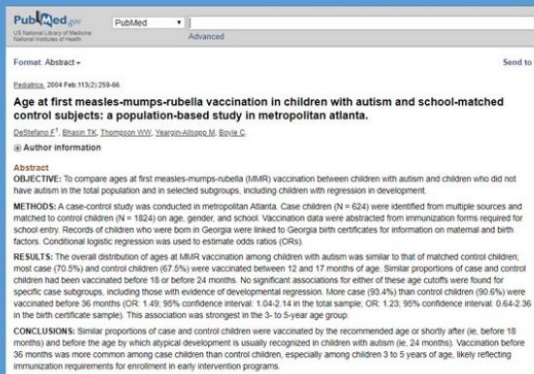 PubMed.gov
US National Library of Medicine
National Institutes of Health
PubMed
Advanced
Format: Abstract
Send to
Pediatrics. 2004 Feb;113(2):259-66.
Age at first measles-mumps-rubella vaccination in children with autism and school-matched
control subjects: a population-based study in metropolitan atlanta.
DeStefano F1, Bhasin TK, Thompson WW, Yeargin-Allsopp M, Boyle C.
Author information
Abstract
OBJECTIVE: To compare ages at first measles-mumps-rubella (MMR) vaccination between children with autism and children who did not
have autism in the total population and in selected subgroups, including children with regression in development.
METHODS: A case-control study was conducted in metropolitan Atlanta. Case children (N = 624) were identified from multiple sources and
matched to control children (N = 1824) on age, gender, and school. Vaccination data were abstracted from immunization forms required for
school entry. Records of children who were born in Georgia were linked to Georgia birth certificates for information on maternal and birth
factors. Conditional logistic regression was used to estimate odds ratios (ORs).
RESULTS: The overall distribution of ages at MMR vaccination among children with autism was similar to that of matched control children;
most case (70.5%) and control children (67.5%) were vaccinated between 12 and 17 months of age. Similar proportions of case and control
children had been vaccinated before 18 or before 24 months. No significant associations for either of these age cutoffs were found for
specific case subgroups, including those with evidence of developmental regression. More case (93.4%) than control children (90.6%) were
vaccinated before 36 months (OR: 1.49; 95% confidence interval: 1.04-2.14 in the total sample; OR: 1.23; 95% confidence interval: 0.64-2.36
in the birth certificate sample). This association was strongest in the 3- to 5-year age group.
CONCLUSIONS: Similar proportions of case and control children were vaccinated by the recommended age or shortly after (ie, before 18
months) and before the age by which atypical development is usually recognized in children with autism (ie, 24 months). Vaccination before
36 months was more common among case children than control children, especially among children 3 to 5 years of age, likely reflecting
immunization requirements for enrollment in early intervention programs.